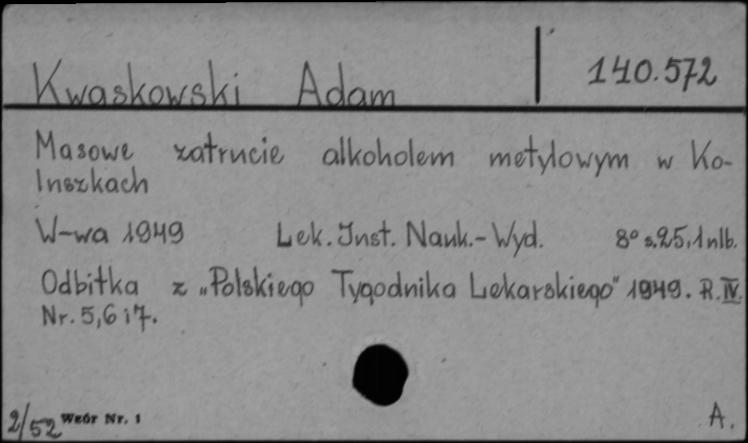 Kwaskowski Adam 140.572
Masowe zatrucie alkoholem metylowym w Ko-
luszkach
W-wa 1949 Lek. Inst. Nauk.-Wyd. 8° s.25, 1 nlb.
Odbitka z „Polskiego Tygodnika Lekarskiego" 1949. R. IV.
Nr. 5, 6 i 7.
2/52 Wzór Nr. 1 A.